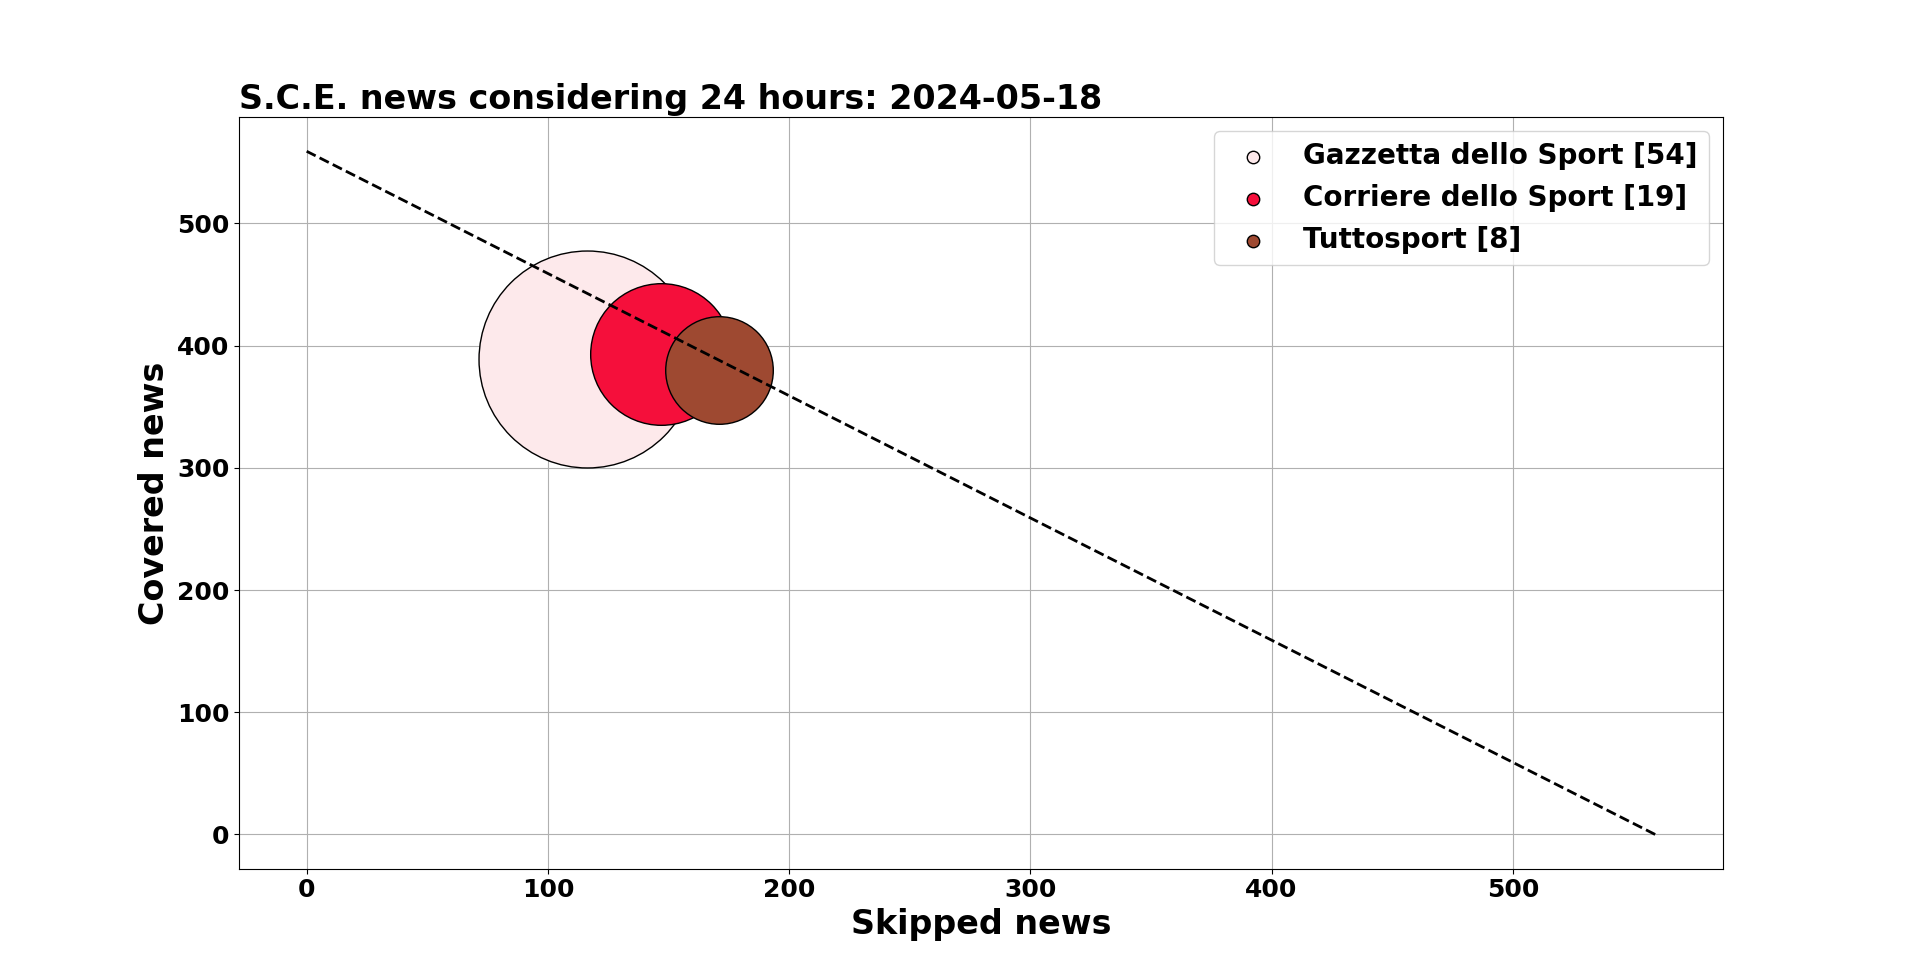 S.C.E. news considering 24 hours: 2024-05-18
Gazzetta dello Sport [54]
Corriere dello Sport [19]
Tuttosport [8]
Covered news
500
400
300
200
100
0
0 100 200 300 400 500
Skipped news